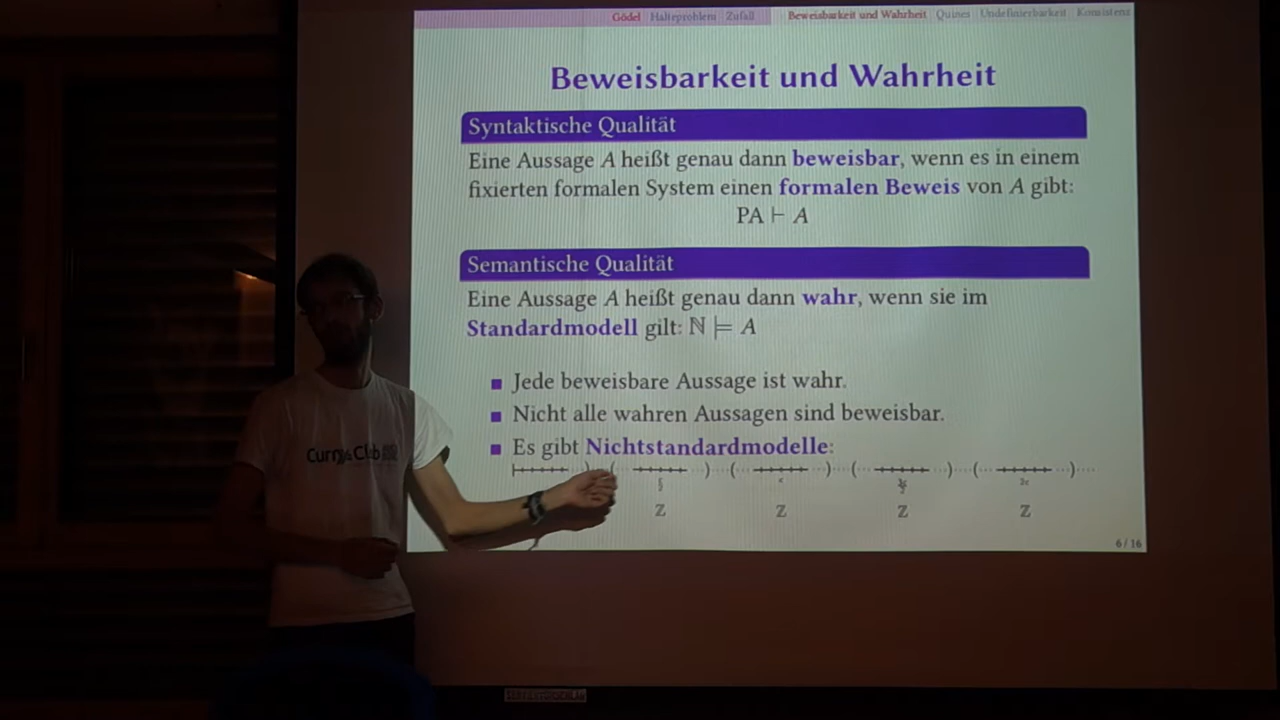 Gödel Halteproblem Zufall Beweisbarkeit und Wahrheit Quines Undefinierbarkeit Konsistenz
Beweisbarkeit und Wahrheit
Syntaktische Qualität
Eine Aussage A heißt genau dann beweisbar, wenn es in einem
fixierten formalen System einen formalen Beweis von A gibt:
PA ⊢ A
Semantische Qualität
Eine Aussage A heißt genau dann wahr, wenn sie im
Standardmodell gilt: ℕ ⊨ A
Jede beweisbare Aussage ist wahr.
Nicht alle wahren Aussagen sind beweisbar.
Es gibt Nichtstandardmodelle:
ℤ ℤ ℤ ℤ
6 / 16
Curry Club